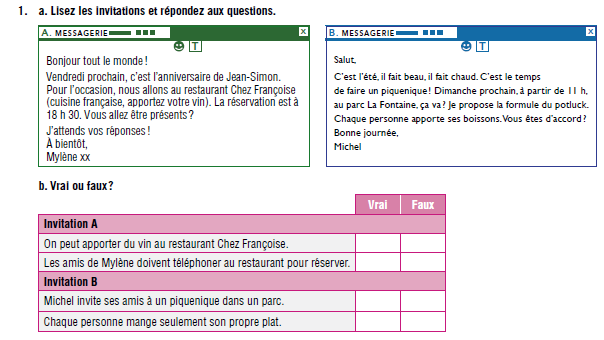 1. a. Lisez les invitations et répondez aux questions.
A. MESSAGERIE
X
T
Bonjour tout le monde !
Vendredi prochain, c'est l'anniversaire de Jean-Simon.
Pour l'occasion, nous allons au restaurant Chez Françoise
(cuisine française, apportez votre vin). La réservation est à
18 h 30. Vous allez être présents ?
J'attends vos réponses !
À bientôt,
Mylène xx
B. MESSAGERIE
X
T
Salut,
C'est l'été, il fait beau, il fait chaud. C'est le temps
de faire un piquenique! Dimanche prochain, à partir de 11 h,
au parc La Fontaine, ça va? Je propose la formule du potluck.
Chaque personne apporte ses boissons. Vous êtes d'accord?
Bonne journée,
Michel
b. Vrai ou faux ?
Vrai Faux
Invitation A
On peut apporter du vin au restaurant Chez Françoise.
Les amis de Mylène doivent téléphoner au restaurant pour réserver.
Invitation B
Michel invite ses amis à un piquenique dans un parc.
Chaque personne mange seulement son propre plat.